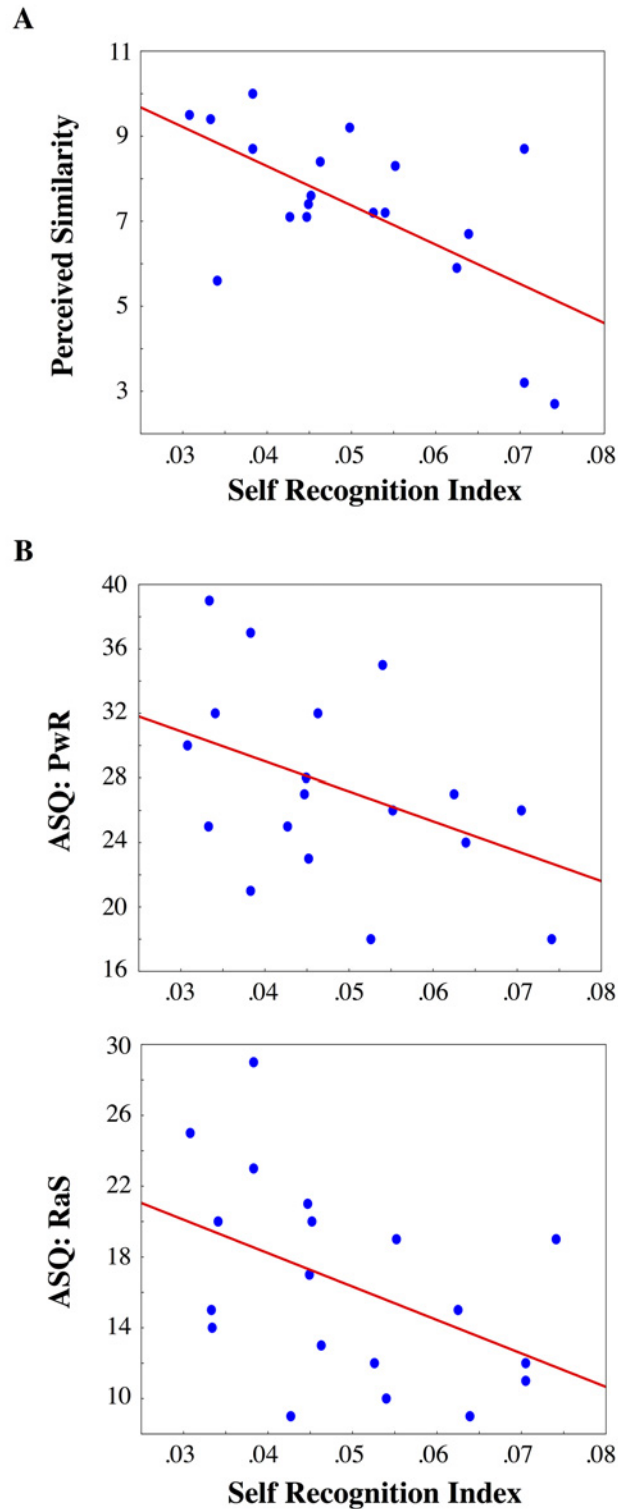 A
11
9
7
5
3
Perceived Similarity
.03 .04 .05 .06 .07 .08
Self Recognition Index
B
40
36
32
28
24
20
16
ASQ: PwR
.03 .04 .05 .06 .07 .08
30
26
22
18
14
10
ASQ: RaS
.03 .04 .05 .06 .07 .08
Self Recognition Index